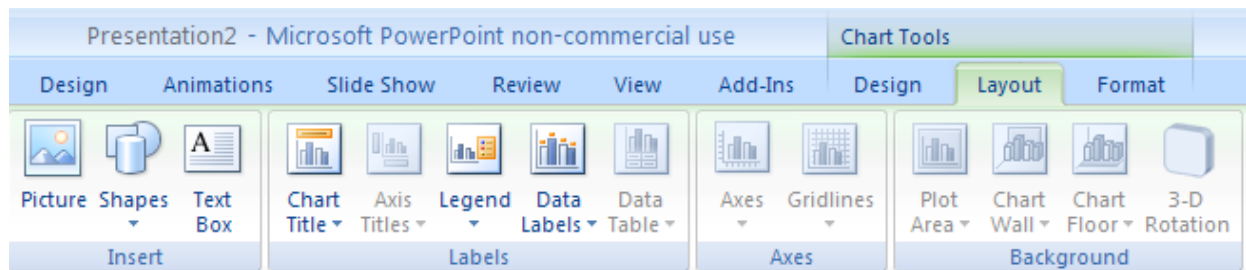 Presentation2 - Microsoft PowerPoint non-commercial use Chart Tools
Design Animations Slide Show Review View Add-Ins Design Layout Format
Picture Shapes Text Box Chart Title Axis Titles Legend Data Labels Data Table Axes Gridlines Plot Area Chart Wall Chart Floor 3-D Rotation
Insert Labels Axes Background